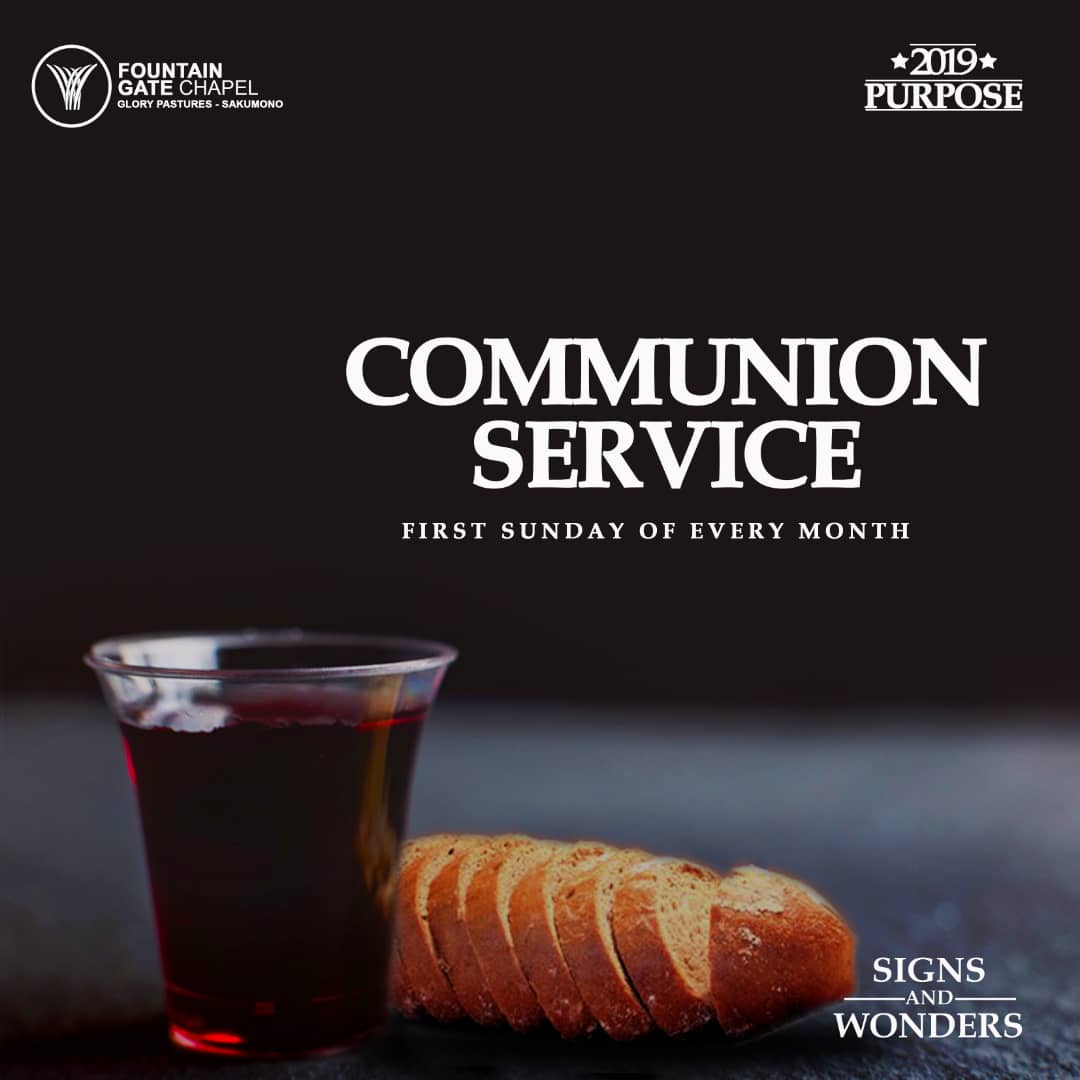 FOUNTAIN
GATE CHAPEL
GLORY PASTURES - SAKUMONO
★2019★
PURPOSE
COMMUNION
SERVICE
FIRST SUNDAY OF EVERY MONTH
SIGNS
AND
WONDERS